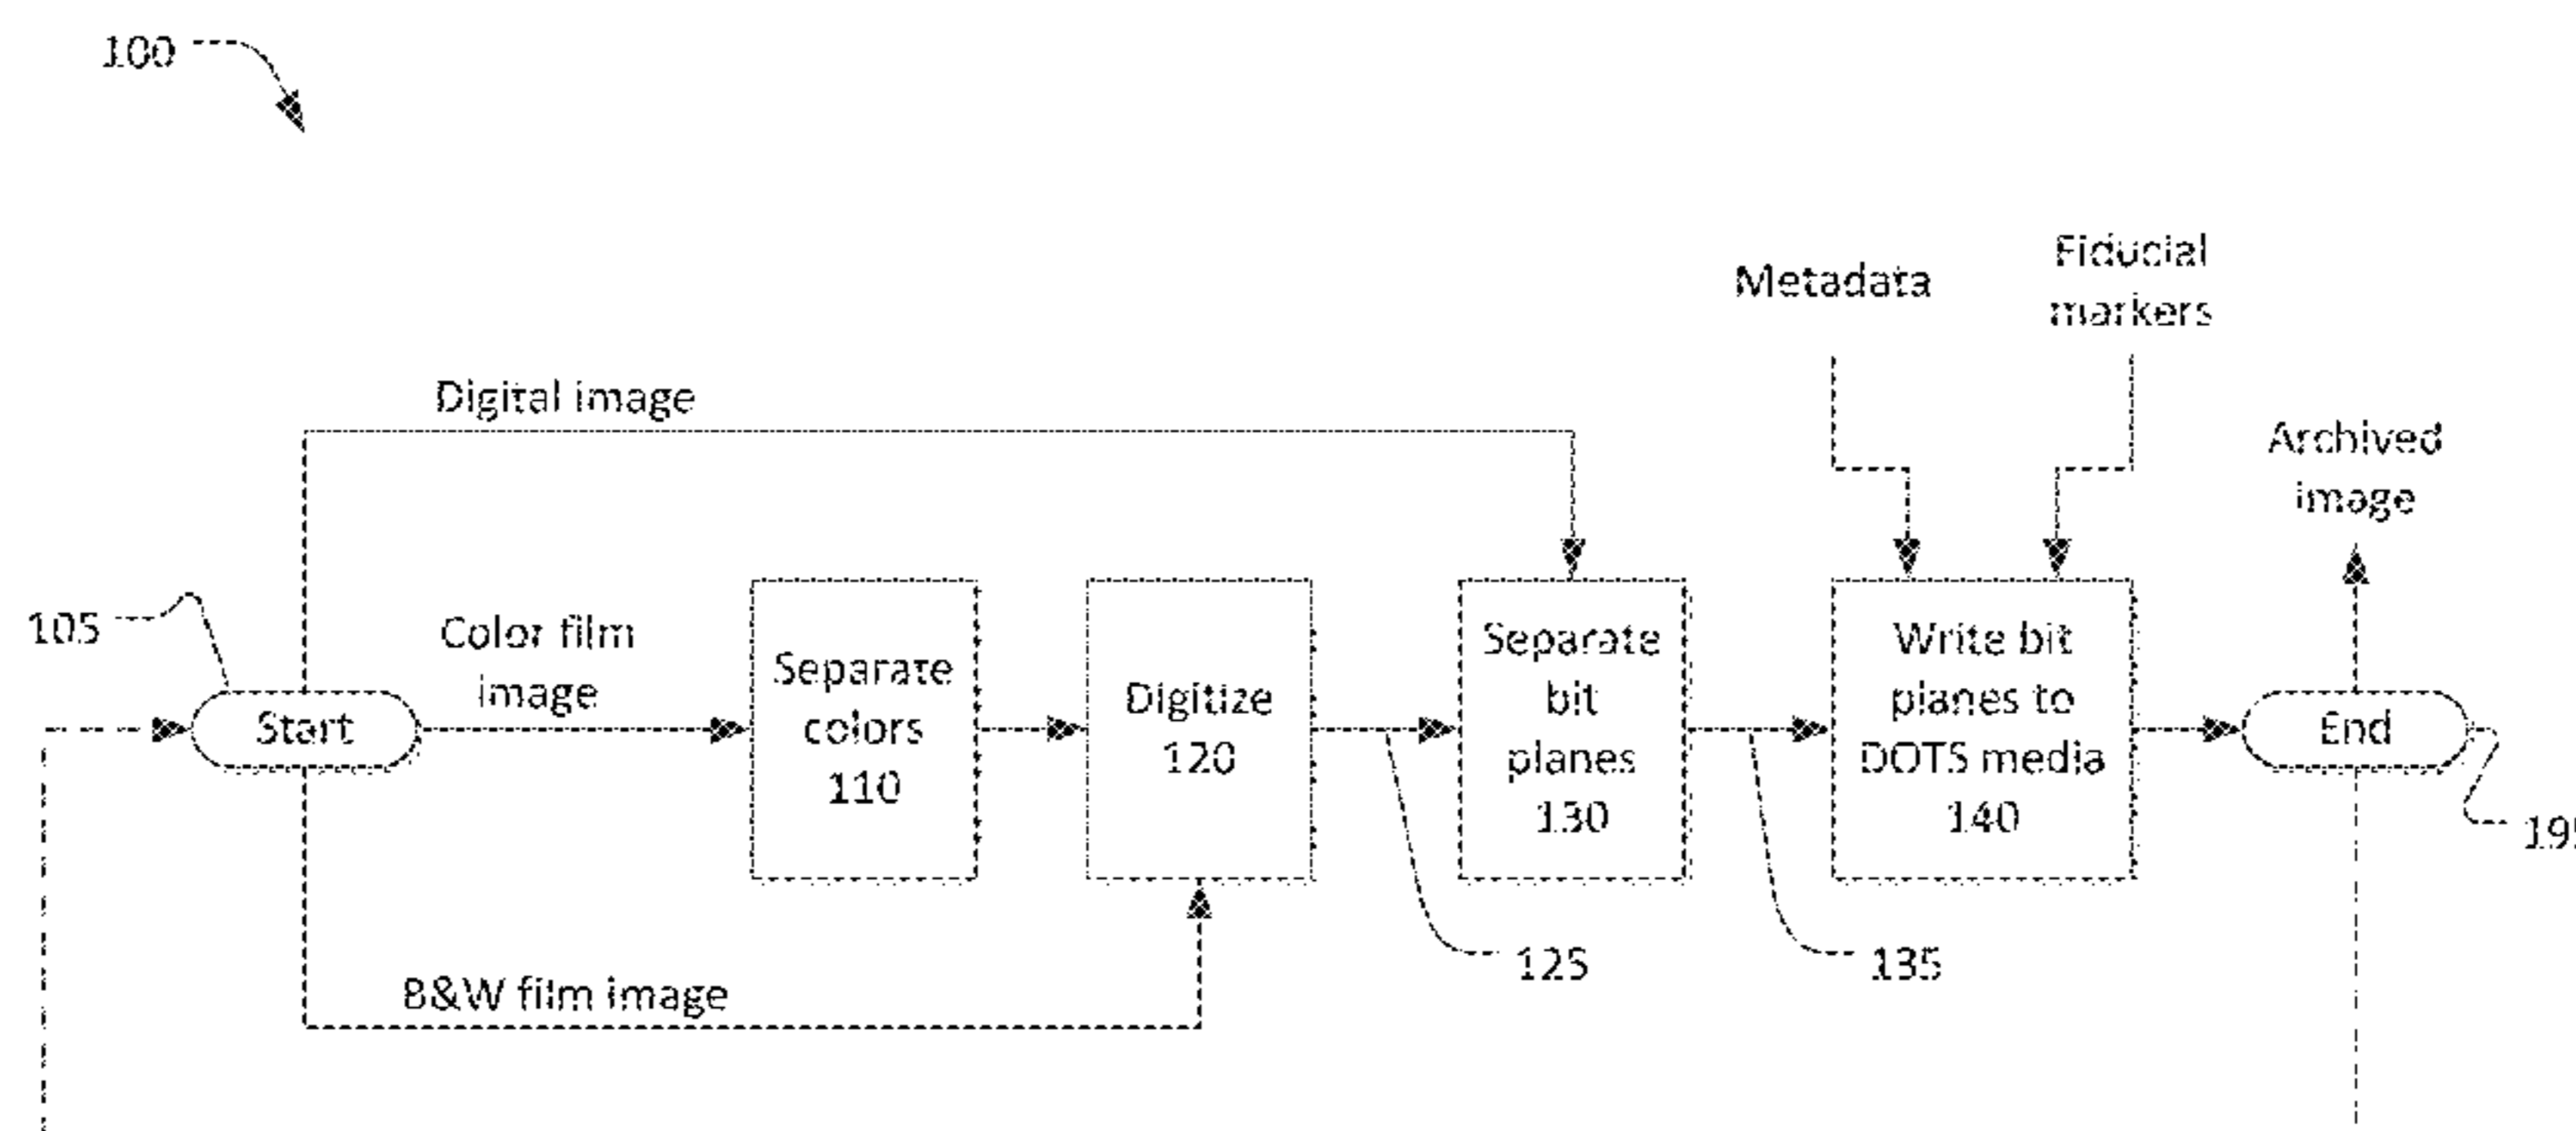 100
Fiducial
markers
Metadata
Digital image
Archived
image
105
Color film
image
Start
Separate
colors
110
Digitize
120
Separate
bit
planes
130
Write bit
planes to
DOTS media
140
End
125
135
B&W film image